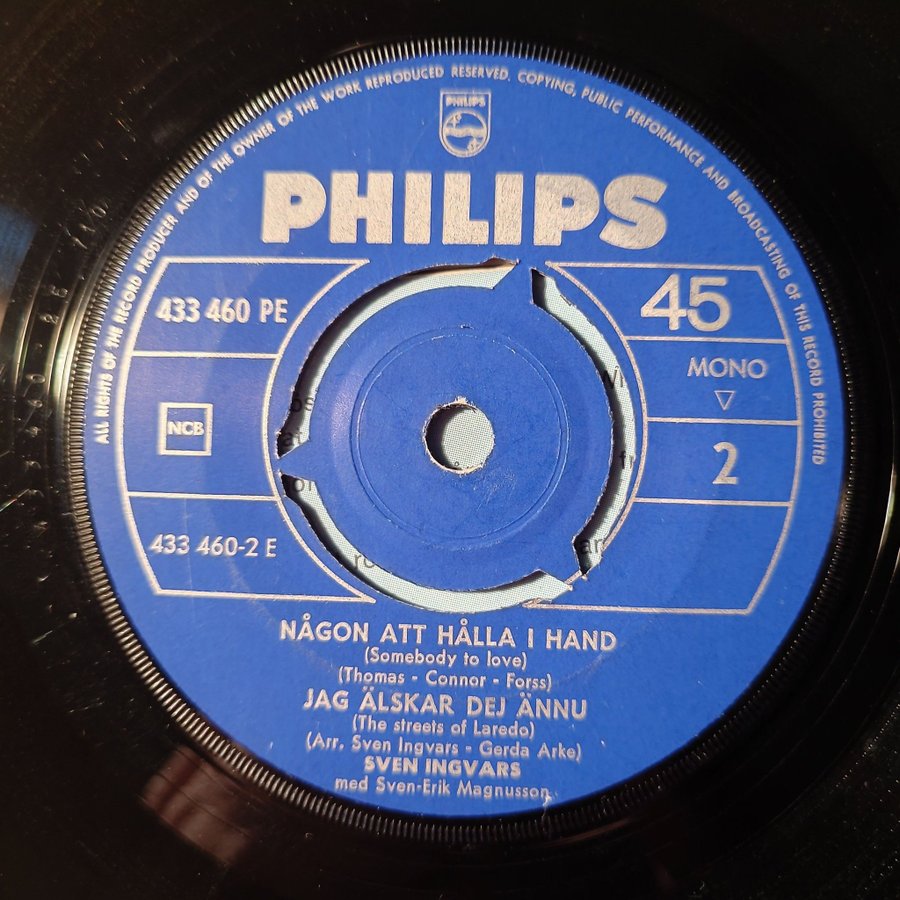 ALL RIGHTS OF THE RECORD PRODUCER AND OF THE OWNER OF THE WORK REPRODUCED RESERVED. COPYING, PUBLIC PERFORMANCE AND BROADCASTING OF THIS RECORD PROHIBITED
PHILIPS
PHILIPS
433 460 PE
45
MONO
NCB
2
433 460-2 E
NÅGON ATT HÅLLA I HAND
(Somebody to love)
(Thomas - Connor - Forss)
JAG ÄLSKAR DEJ ÄNNU
(The streets of Laredo)
(Arr. Sven Ingvars - Gerda Arke)
SVEN INGVARS
med Sven-Erik Magnusson